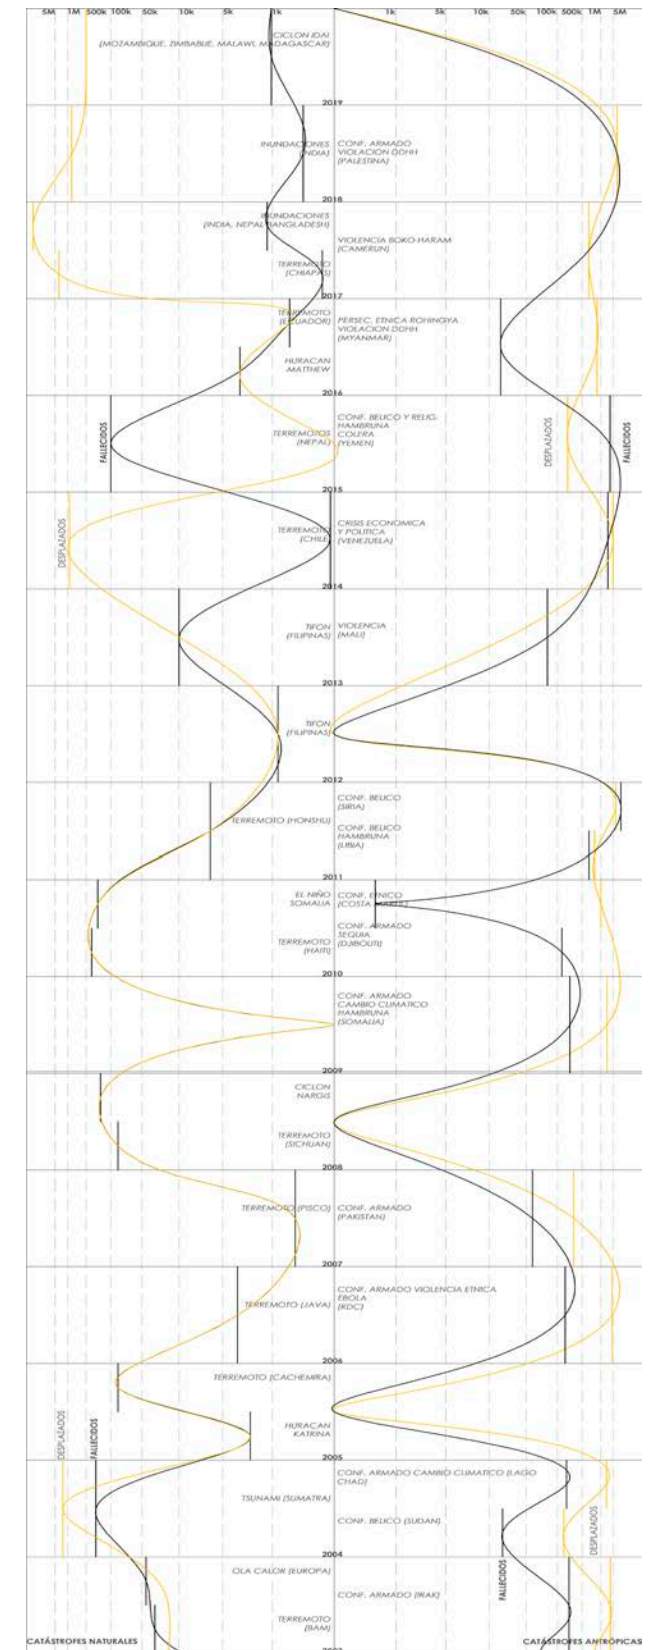 5M 1M 500k 100k 50k 10k 5k 1k 1k 5k 10k 50k 100k 500k 1M 5M
CICLON IDAI
(MOZAMBIQUE, ZIMBABUE, MALAWI, MADAGASCAR)
2019
INUNDACIONES
(INDIA)
CONF. ARMADO
VIOLACION DDHH
(PALESTINA)
2018
INUNDACIONES
(INDIA, NEPAL BANGLADESH)
VIOLENCIA BOKO-HARAM
(CAMERUN)
TERREMOTO
(CHIAPAS)
2017
TERREMOTO
(ECUADOR)
PERSEC. ETNICA ROHINGYA
VIOLACION DDHH
(MYANMAR)
HURACAN
MATTHEW
2016
FALLECIDOS
TERREMOTOS
(NEPAL)
CONF. BELICO Y RELIG.
HAMBRUNA
COLERA
(YEMEN)
DESPLAZADOS
FALLECIDOS
2015
DESPLAZADOS
TERREMOTO
(CHILE)
CRISIS ECONOMICA
Y POLITICA
(VENEZUELA)
2014
TIFON
(FILIPINAS)
VIOLENCIA
(MALI)
2013
TIFON
(FILIPINAS)
2012
CONF. BELICO
(SIRIA)
TERREMOTO (HONSHU)
CONF. BELICO
HAMBRUNA
(LIBIA)
2011
EL NIÑO
SOMALIA
CONF. ETNICO
(COSTA
CONF. ARMADO
SEQUIA
(DJIBOUTI)
TERREMOTO
(HAITI)
2010
CONF. ARMADO
CAMBIO CLIMATICO
HAMBRUNA
(SOMALIA)
2009
CICLON
NARGIS
TERREMOTO
(SICHUAN)
2008
TERREMOTO (PISCO)
CONF. ARMADO
(PAKISTAN)
2007
TERREMOTO (JAVA)
CONF. ARMADO VIOLENCIA ETNICA
EBOLA
(RDC)
2006
TERREMOTO (CACHEMIRA)
HURACAN
KATRINA
DESPLAZADOS
FALLECIDOS
2005
CONF. ARMADO CAMBIO CLIMATICO (LAGO
CHAD)
TSUNAMI (SUMATRA)
CONF. BELICO (SUDAN)
DESPLAZADOS
2004
OLA CALOR (EUROPA)
FALLECIDOS
CONF. ARMADO (IRAK)
TERREMOTO
(BAM)
CATÁSTROFES NATURALES
CATÁSTROFES ANTRÓPICAS